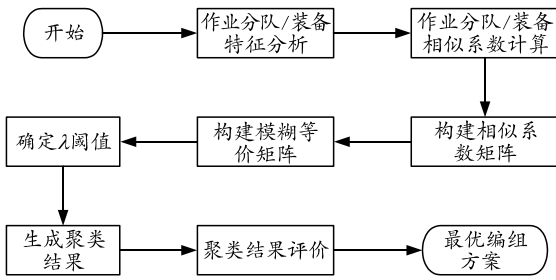 开始
作业分队/装备
特征分析
作业分队/装备
相似系数计算
构建相似系
数矩阵
构建模糊等
价矩阵
确定λ阈值
生成聚类
结果
聚类结果评价
最优编组
方案